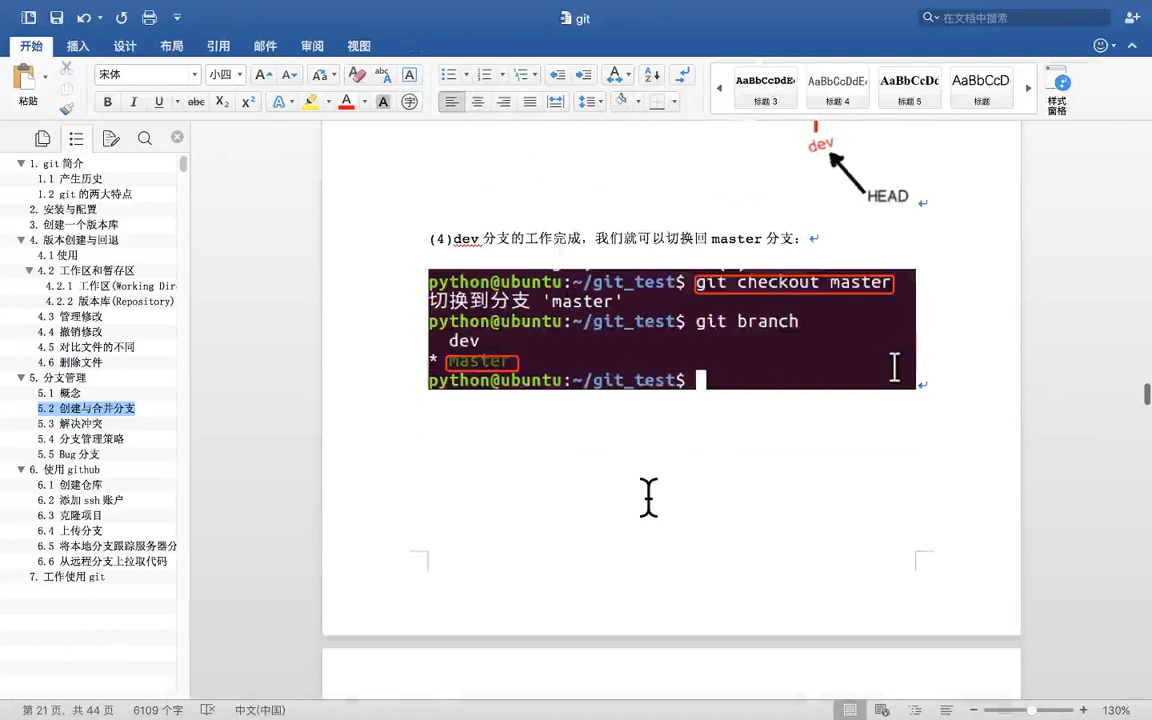 git
在文档中搜索
开始 插入 设计 布局 引用 邮件 审阅 视图
粘贴
宋体
小四
AaBbCcDdE
标题 3
AaBbCcDdE
标题 4
AaBbCcDc
标题 5
AaBbCcD
标题
样式
窗格
1. git 简介
1.1 产生历史
1.2 git 的两大特点
2. 安装与配置
3. 创建一个版本库
4. 版本创建与回退
4.1 使用
4.2 工作区和暂存区
4.2.1 工作区(Working Dire
4.2.2 版本库(Repository)
4.3 管理修改
4.4 撤销修改
4.5 对比文件的不同
4.6 删除文件
5. 分支管理
5.1 概念
5.2 创建与合并分支
5.3 解决冲突
5.4 分支管理策略
5.5 Bug 分支
6. 使用 github
6.1 创建仓库
6.2 添加 ssh 账户
6.3 克隆项目
6.4 上传分支
6.5 将本地分支跟踪服务器分
6.6 从远程分支上拉取代码
7. 工作使用 git
dev
HEAD
(4)dev 分支的工作完成，我们就可以切换回 master 分支：
python@ubuntu:~/git_test$ git checkout master
切换到分支 'master'
python@ubuntu:~/git_test$ git branch
dev
* master
python@ubuntu:~/git_test$
第 21 页，共 44 页 6109 个字 中文(中国) 130%